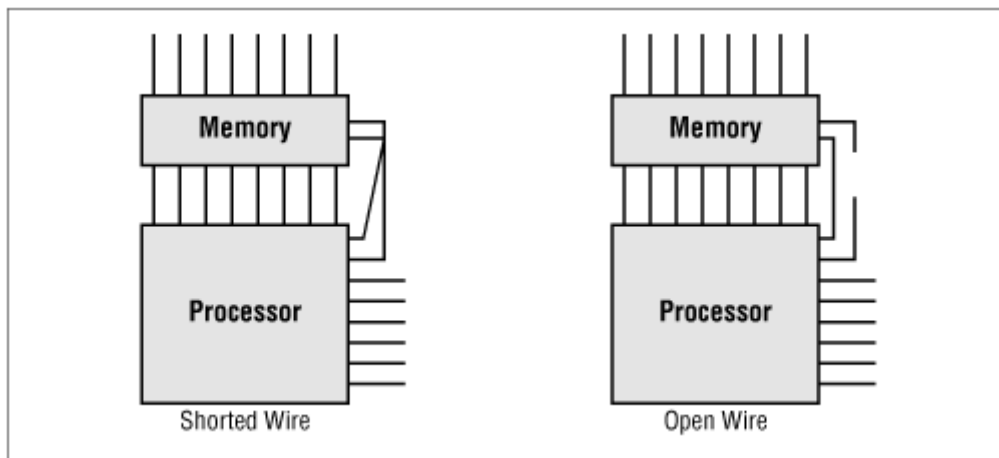 Memory
Memory
Processor
Processor
Shorted Wire
Open Wire